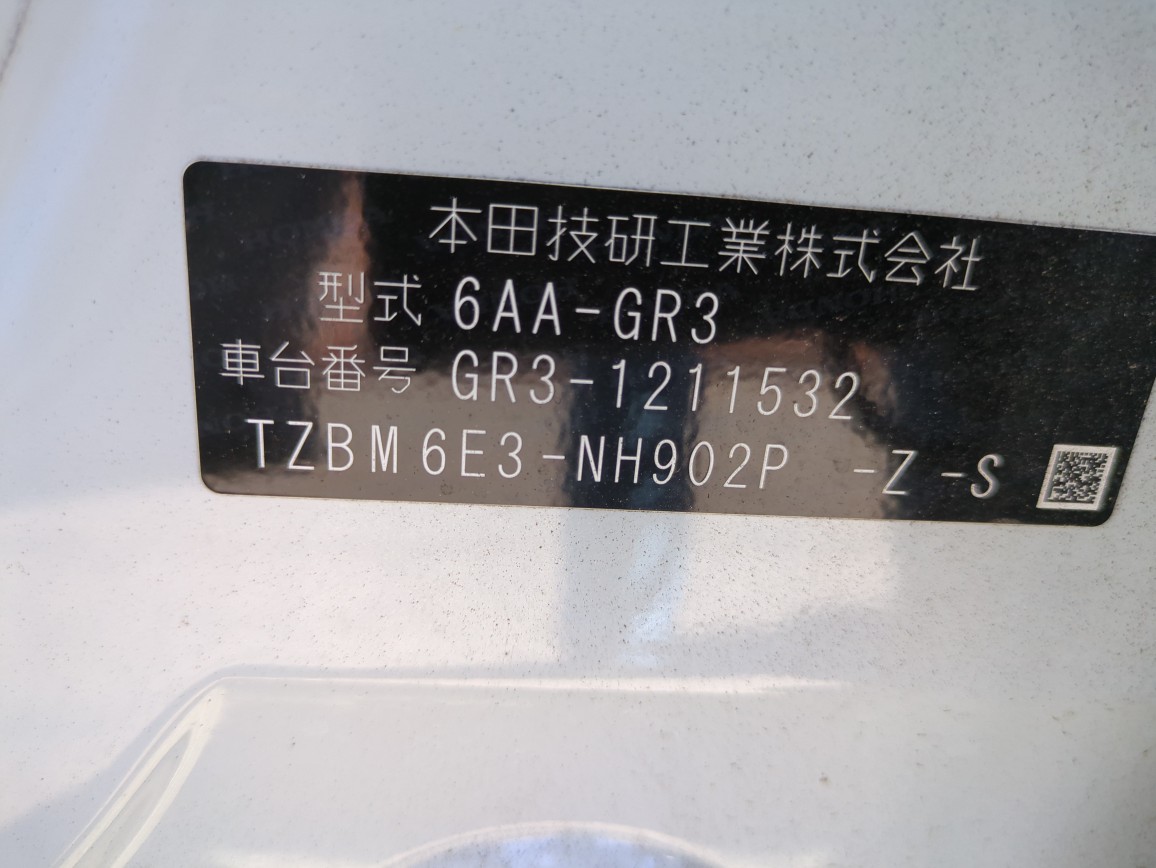 本田技研工業株式会社
型式 6AA-GR3
車台番号 GR3-1211532
TZBM6E3-NH902P -Z-S